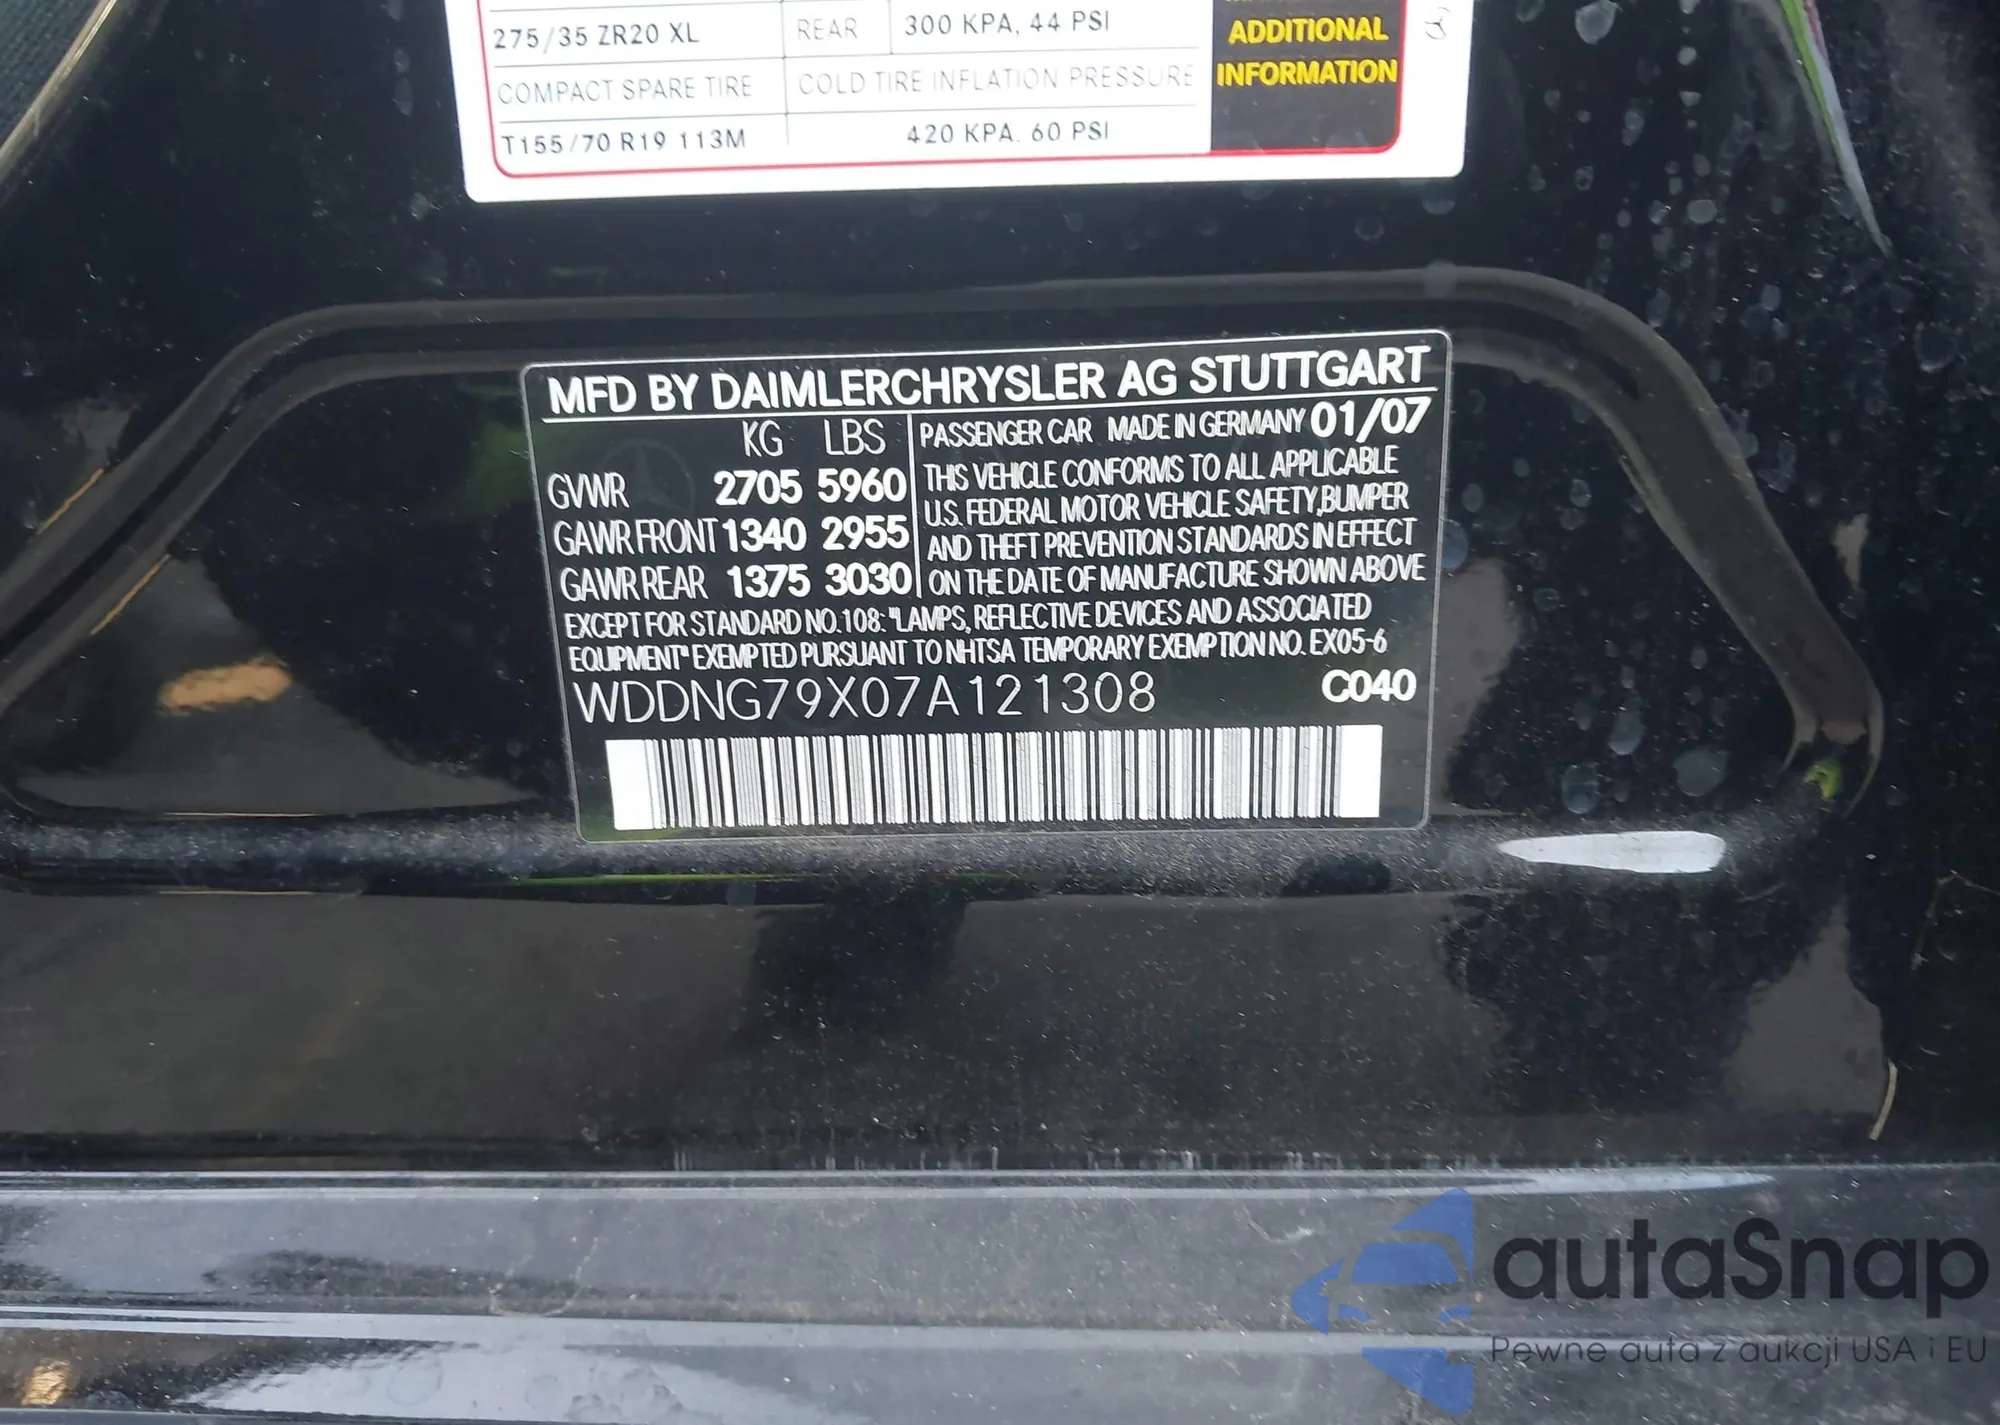 275/35 ZR20 XL REAR 300 KPA, 44 PSI
ADDITIONAL
INFORMATION
COMPACT SPARE TIRE COLD TIRE INFLATION PRESSURE
T155/70 R19 113M 420 KPA. 60 PSI
MFD BY DAIMLERCHRYSLER AG STUTTGART
KG LBS
PASSENGER CAR MADE IN GERMANY 01/07
GVWR 2705 5960
GAWR FRONT 1340 2955
GAWR REAR 1375 3030
THIS VEHICLE CONFORMS TO ALL APPLICABLE
U.S. FEDERAL MOTOR VEHICLE SAFETY,BUMPER
AND THEFT PREVENTION STANDARDS IN EFFECT
ON THE DATE OF MANUFACTURE SHOWN ABOVE
EXCEPT FOR STANDARD NO.108: "LAMPS, REFLECTIVE DEVICES AND ASSOCIATED
EQUIPMENT" EXEMPTED PURSUANT TO NHTSA TEMPORARY EXEMPTION NO. EX05-6
WDDNG79X07A121308 C040
autaSnap
Pewne auta z aukcji USA i EU